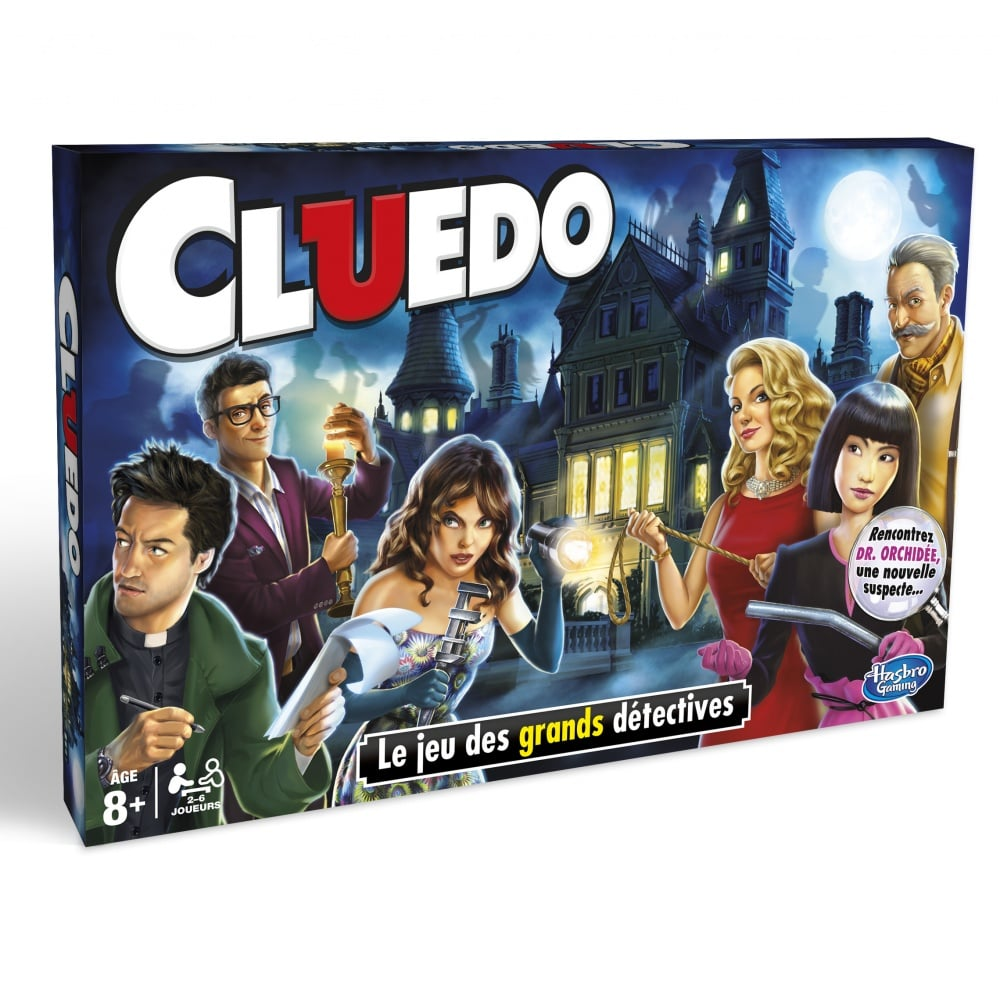 CLUEDO
CLUEDO
CLUEDO
Rencontrez
DR. ORCHIDÉE,
une nouvelle
suspecte...
Hasbro
Gaming
Le jeu des grands détectives
ÂGE
8+
2-6
JOUEURS